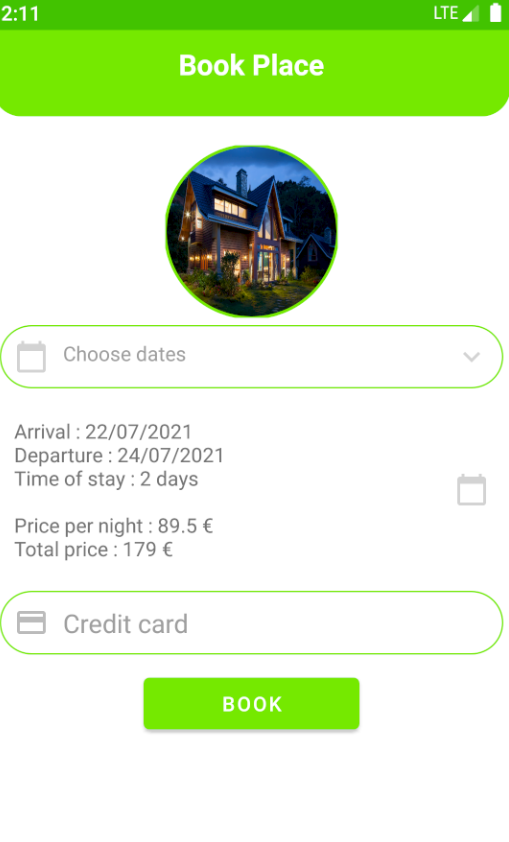 2:11 LTE
Book Place
Choose dates
Arrival : 22/07/2021
Departure : 24/07/2021
Time of stay : 2 days
Price per night : 89.5 €
Total price : 179 €
Credit card
BOOK